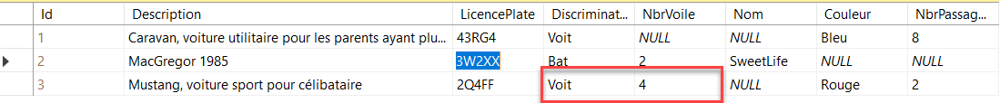 Id Description LicencePlate Discriminat... NbrVoile Nom Couleur NbrPassag...
1 Caravan, voiture utilitaire pour les parents ayant plu... 43RG4 Voit NULL NULL Bleu 8
2 MacGregor 1985 3W2XX Bat 2 SweetLife NULL NULL
3 Mustang, voiture sport pour célibataire 2Q4FF Voit 4 NULL Rouge 2